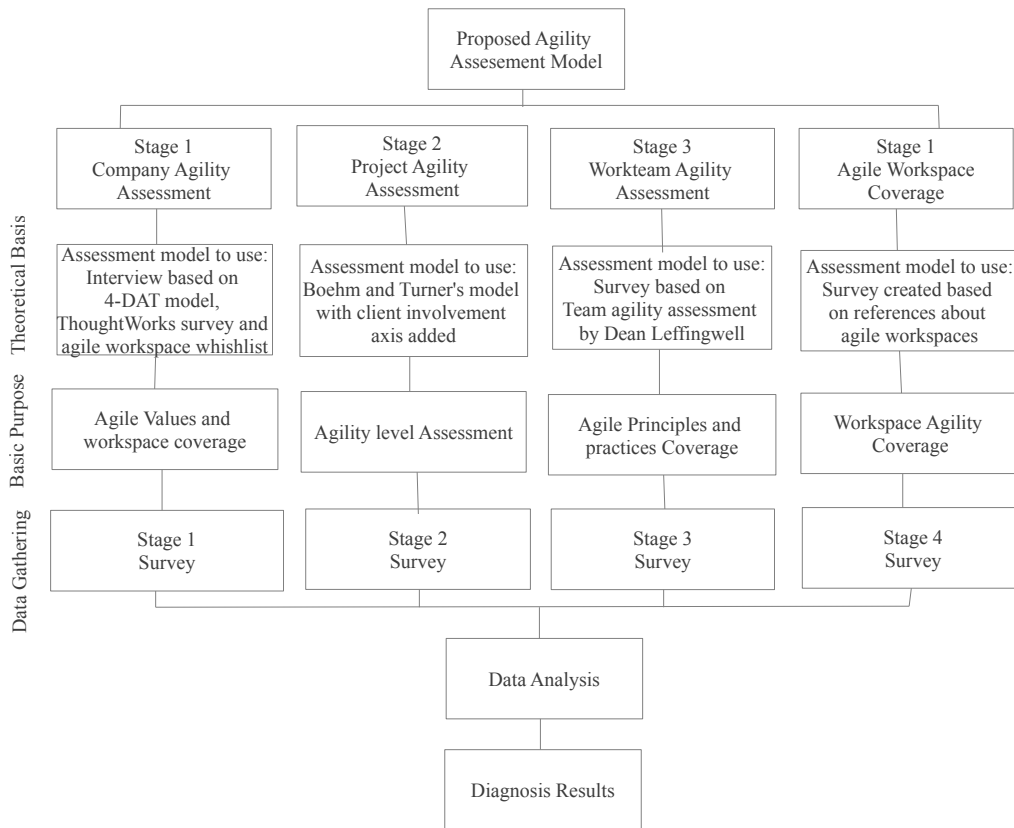 Proposed Agility
Assesement Model
Stage 1
Company Agility
Assessment
Stage 2
Project Agility
Assessment
Stage 3
Workteam Agility
Assessment
Stage 1
Agile Workspace
Coverage
Theoretical Basis
Assessment model to use:
Interview based on
4-DAT model,
ThoughtWorks survey and
agile workspace whishlist
Assessment model to use:
Boehm and Turner's model
with client involvement
axis added
Assessment model to use:
Survey based on
Team agility assessment
by Dean Leffingwell
Assessment model to use:
Survey created based
on references about
agile workspaces
Basic Purpose
Agile Values and
workspace coverage
Agility level Assessment
Agile Principles and
practices Coverage
Workspace Agility
Coverage
Data Gathering
Stage 1
Survey
Stage 2
Survey
Stage 3
Survey
Stage 4
Survey
Data Analysis
Diagnosis Results